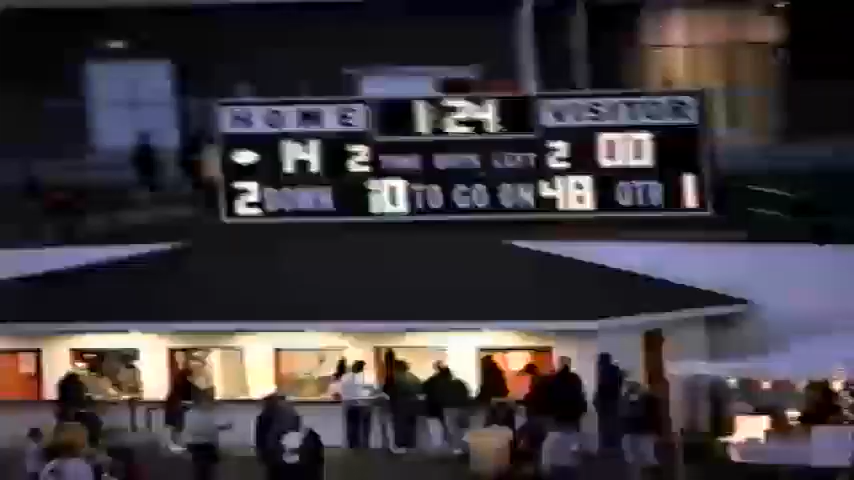 HOME 1:24 VISITOR
14 2 TIME OUTS LEFT 2 00
2 DOWN 10 TO GO ON 48 QTR 1